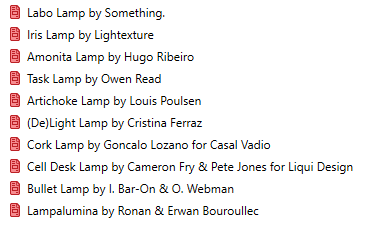 Labo Lamp by Something.
Iris Lamp by Lightexture
Amonita Lamp by Hugo Ribeiro
Task Lamp by Owen Read
Artichoke Lamp by Louis Poulsen
(De)Light Lamp by Cristina Ferraz
Cork Lamp by Goncalo Lozano for Casal Vadio
Cell Desk Lamp by Cameron Fry & Pete Jones for Liqui Design
Bullet Lamp by I. Bar-On & O. Webman
Lampalumina by Ronan & Erwan Bouroullec